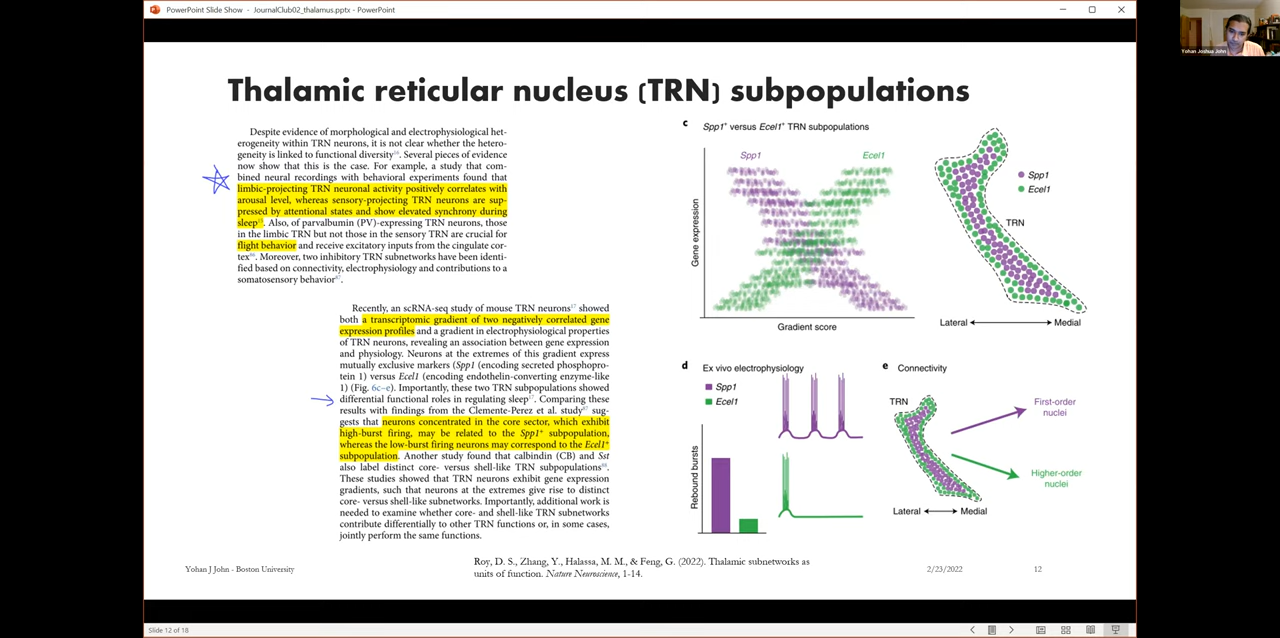 PowerPoint Slide Show - JournalClub02_thalamus.pptx - PowerPoint
Yohan Joshua John
Thalamic reticular nucleus (TRN) subpopulations
Despite evidence of morphological and electrophysiological het-
erogeneity within TRN neurons, it is not clear whether the hetero-
geneity is linked to functional diversity. Several pieces of evidence
now show that this is the case. For example, a study that com-
bined neural recordings with behavioral experiments found that
limbic-projecting TRN neuronal activity positively correlates with
arousal level, whereas sensory-projecting TRN neurons are sup-
pressed by attentional states and show elevated synchrony during
sleep. Also, of parvalbumin (PV)-expressing TRN neurons, those
in the limbic TRN but not those in the sensory TRN are crucial for
flight behavior and receive excitatory inputs from the cingulate cor-
tex. Moreover, two inhibitory TRN subnetworks have been identi-
fied based on connectivity, electrophysiology and contributions to a
somatosensory behavior.
Recently, an scRNA-seq study of mouse TRN neurons showed
both a transcriptomic gradient of two negatively correlated gene
expression profiles and a gradient in electrophysiological properties
of TRN neurons, revealing an association between gene expression
and physiology. Neurons at the extremes of this gradient express
mutually exclusive markers (Spp1 (encoding secreted phosphopro-
tein 1) versus Ecel1 (encoding endothelin-converting enzyme-like
1) (Fig. 6c–e). Importantly, these two TRN subpopulations showed
differential functional roles in regulating sleep. Comparing these
results with findings from the Clemente-Perez et al. study sug-
gests that neurons concentrated in the core sector, which exhibit
high-burst firing, may be related to the Spp1⁺ subpopulation,
whereas the low-burst firing neurons may correspond to the Ecel1⁺
subpopulation. Another study found that calbindin (CB) and Sst
also label distinct core- versus shell-like TRN subpopulations.
These studies showed that TRN neurons exhibit gene expression
gradients, such that neurons at the extremes give rise to distinct
core- versus shell-like subnetworks. Importantly, additional work is
needed to examine whether core- and shell-like TRN subnetworks
contribute differentially to other TRN functions or, in some cases,
jointly perform the same functions.
c Spp1⁺ versus Ecel1⁺ TRN subpopulations
Spp1 Ecel1
Gene expression
Gradient score
Spp1
Ecel1
TRN
Lateral Medial
d Ex vivo electrophysiology
Spp1
Ecel1
Rebound bursts
e Connectivity
TRN
First-order
nuclei
Higher-order
nuclei
Lateral Medial
Roy, D. S., Zhang, Y., Halassa, M. M., & Feng, G. (2022). Thalamic subnetworks as
units of function. Nature Neuroscience, 1-14.
Yohan J John - Boston University
2/23/2022
12
Slide 12 of 18